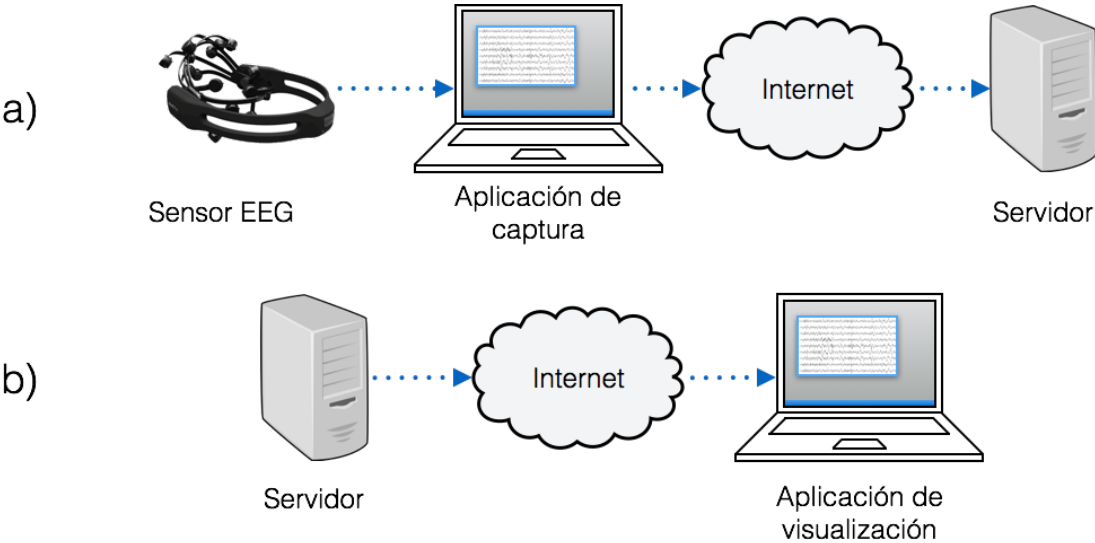 a)
Internet
Sensor EEG
Aplicación de
captura
Servidor
b)
Internet
Servidor
Aplicación de
visualización